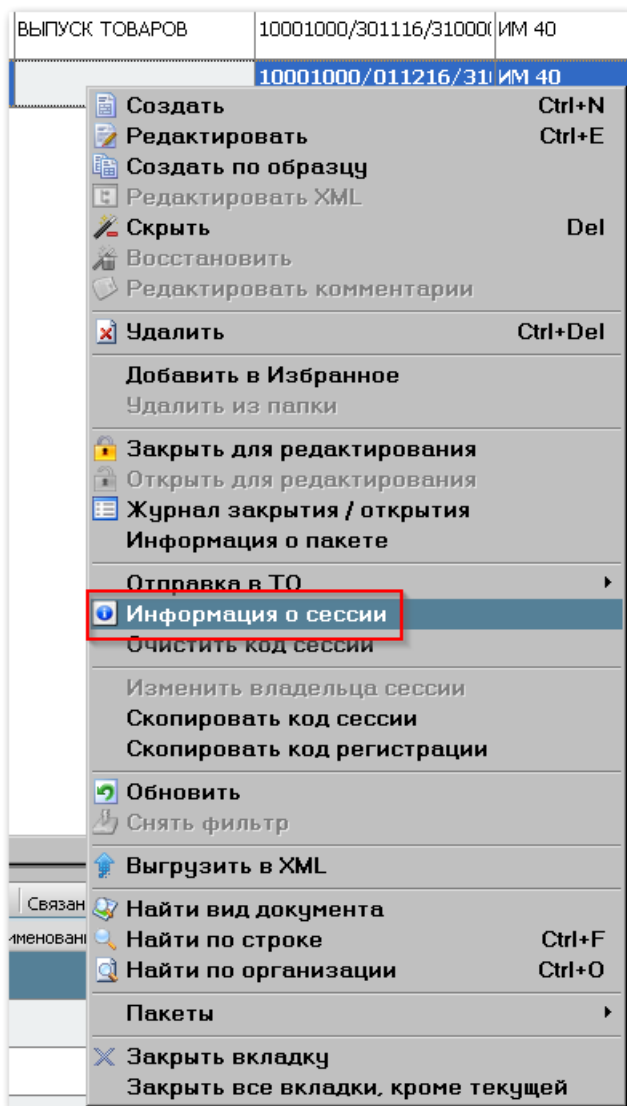 ВЫПУСК ТОВАРОВ 10001000/301116/31000( ИМ 40
10001000/011216/31( ИМ 40
Создать Ctrl+N
Редактировать Ctrl+E
Создать по образцу
Редактировать XML
Скрыть Del
Восстановить
Редактировать комментарии
Удалить Ctrl+Del
Добавить в Избранное
Удалить из папки
Закрыть для редактирования
Открыть для редактирования
Журнал закрытия / открытия
Информация о пакете
Отправка в ТО
Информация о сессии
Очистить код сессии
Изменить владельца сессии
Скопировать код сессии
Скопировать код регистрации
Обновить
Снять фильтр
Выгрузить в XML
Связан
Найти вид документа
именовани
Найти по строке Ctrl+F
Найти по организации Ctrl+O
Пакеты
Закрыть вкладку
Закрыть все вкладки, кроме текущей